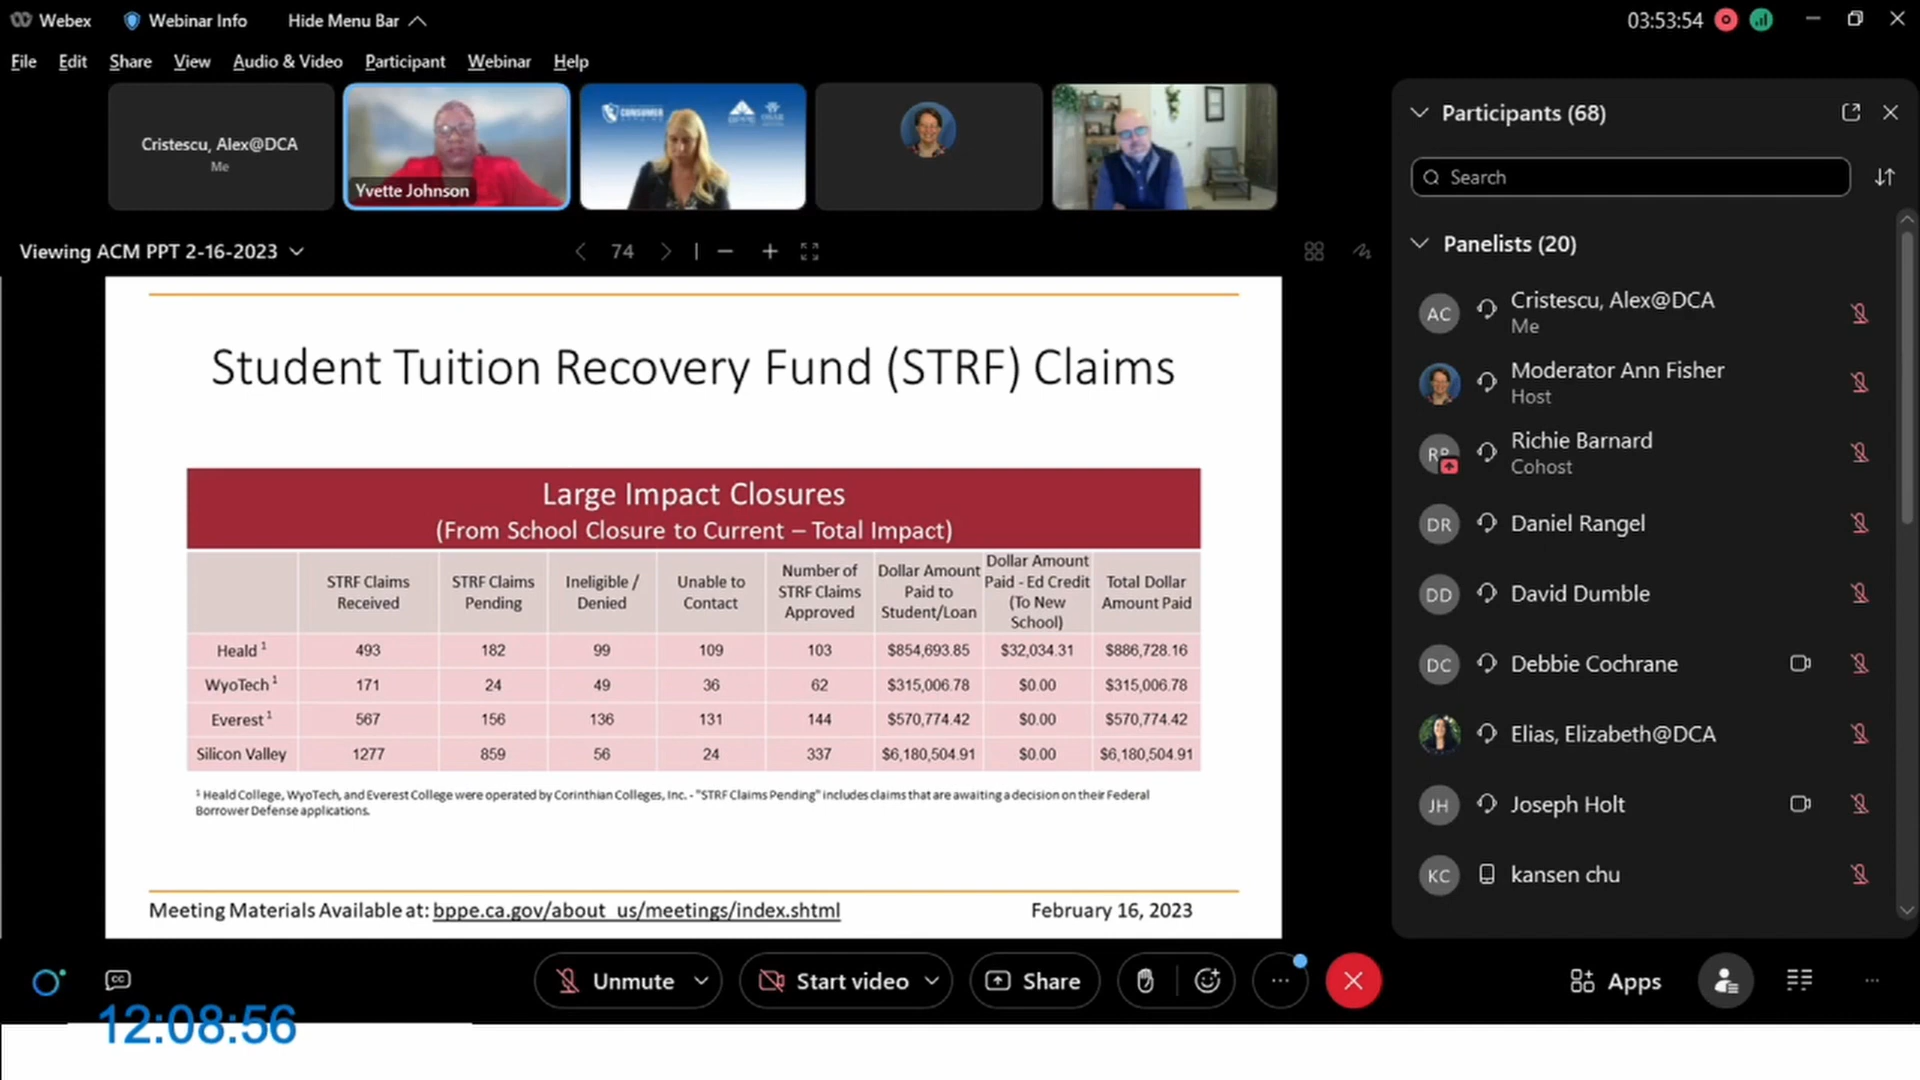 Webex
Webinar Info
Hide Menu Bar
03:53:54
File Edit Share View Audio & Video Participant Webinar Help
Cristescu, Alex@DCA
Me
Yvette Johnson
CONSUMER
Viewing ACM PPT 2-16-2023
74
Student Tuition Recovery Fund (STRF) Claims
Large Impact Closures
(From School Closure to Current – Total Impact)
STRF Claims Received | STRF Claims Pending | Ineligible / Denied | Unable to Contact | Number of STRF Claims Approved | Dollar Amount Paid to Student/Loan | Dollar Amount Paid - Ed Credit (To New School) | Total Dollar Amount Paid
Heald ¹ 493 182 99 109 103 $854,693.85 $32,034.31 $886,728.16
WyoTech ¹ 171 24 49 36 62 $315,006.78 $0.00 $315,006.78
Everest ¹ 567 156 136 131 144 $570,774.42 $0.00 $570,774.42
Silicon Valley 1277 859 56 24 337 $6,180,504.91 $0.00 $6,180,504.91
¹ Heald College, WyoTech, and Everest College were operated by Corinthian Colleges, Inc. - "STRF Claims Pending" includes claims that are awaiting a decision on their Federal
Borrower Defense applications.
Meeting Materials Available at: bppe.ca.gov/about_us/meetings/index.shtml
February 16, 2023
Participants (68)
Search
Panelists (20)
AC Cristescu, Alex@DCA
Me
Moderator Ann Fisher
Host
Richie Barnard
Cohost
DR Daniel Rangel
DD David Dumble
DC Debbie Cochrane
Elias, Elizabeth@DCA
JH Joseph Holt
KC kansen chu
CC
Unmute
Start video
Share
Apps
12:08:56